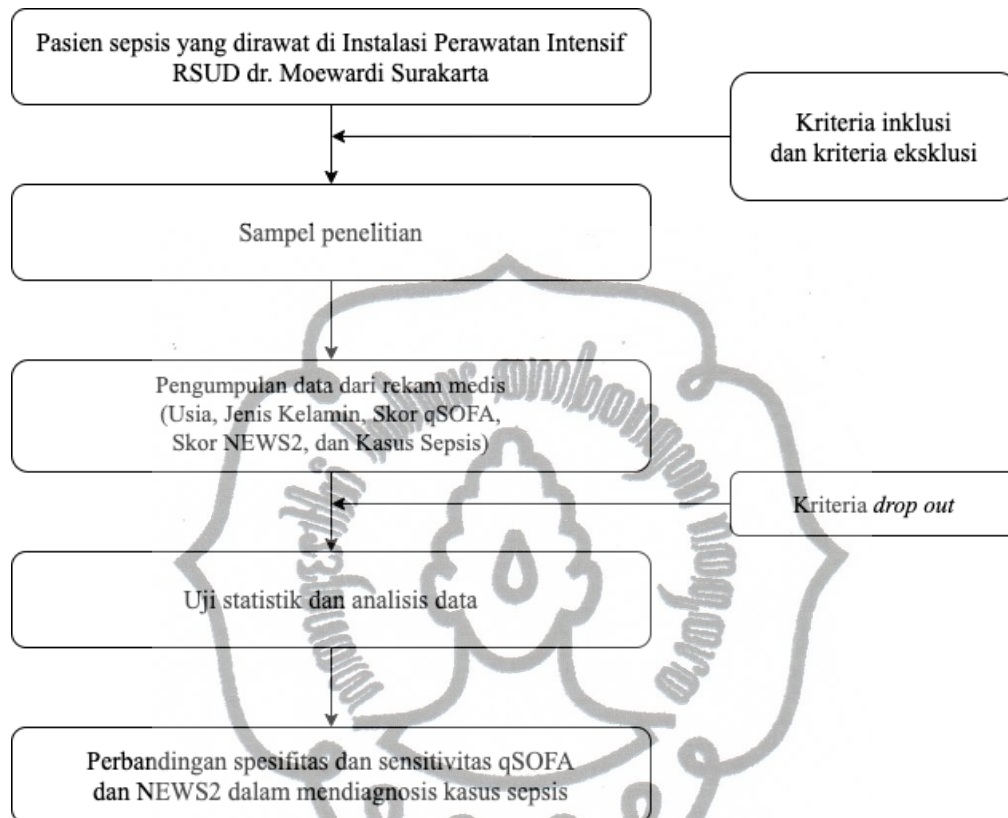 Pasien sepsis yang dirawat di Instalasi Perawatan Intensif
RSUD dr. Moewardi Surakarta
Kriteria inklusi
dan kriteria eksklusi
Sampel penelitian
Pengumpulan data dari rekam medis
(Usia, Jenis Kelamin, Skor qSOFA,
Skor NEWS2, dan Kasus Sepsis)
Kriteria drop out
Uji statistik dan analisis data
Perbandingan spesifitas dan sensitivitas qSOFA
dan NEWS2 dalam mendiagnosis kasus sepsis